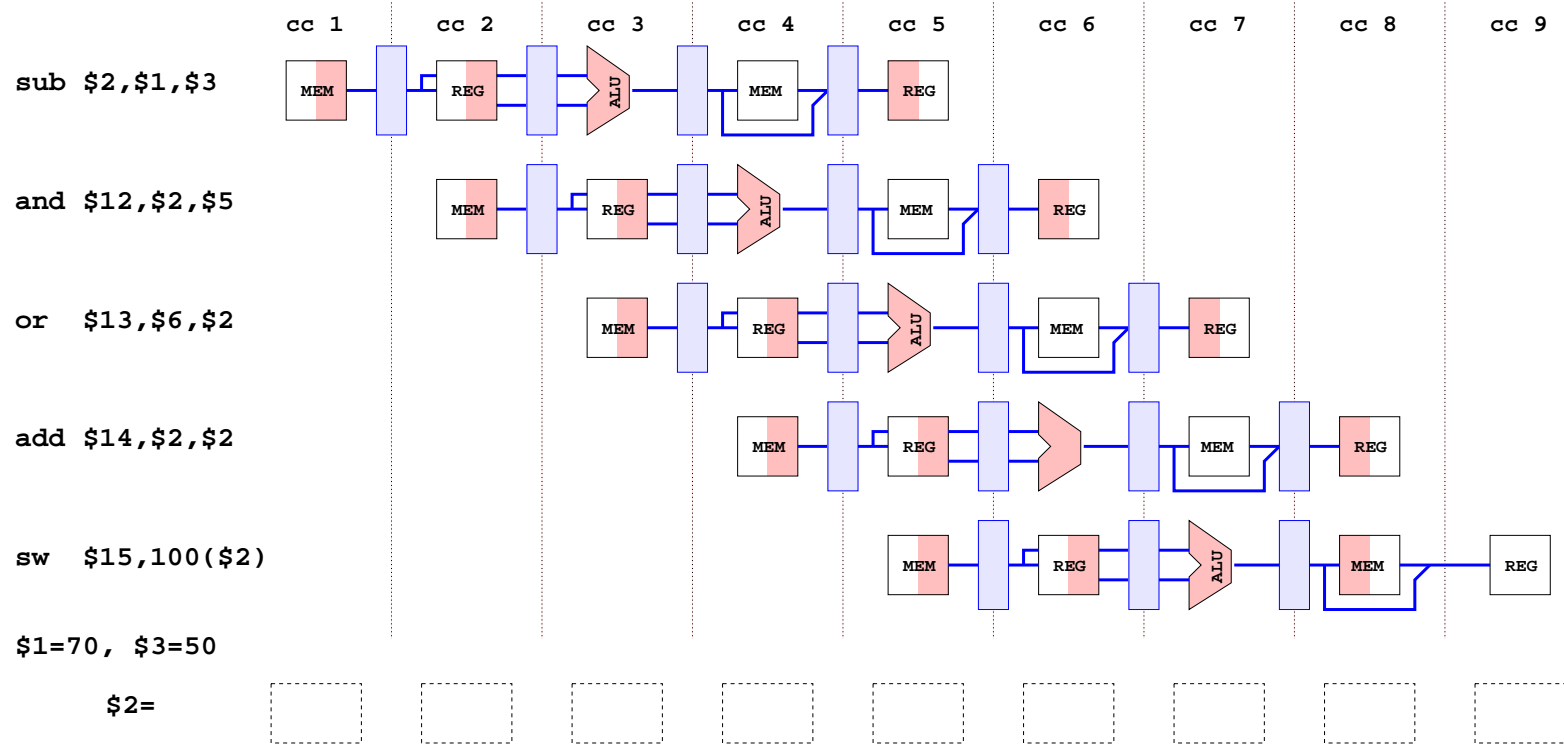 cc 1 cc 2 cc 3 cc 4 cc 5 cc 6 cc 7 cc 8 cc 9
sub $2,$1,$3 MEM REG ALU MEM REG
and $12,$2,$5 MEM REG ALU MEM REG
or $13,$6,$2 MEM REG ALU MEM REG
add $14,$2,$2 MEM REG MEM REG
sw $15,100($2) MEM REG ALU MEM REG
$1=70, $3=50
$2=